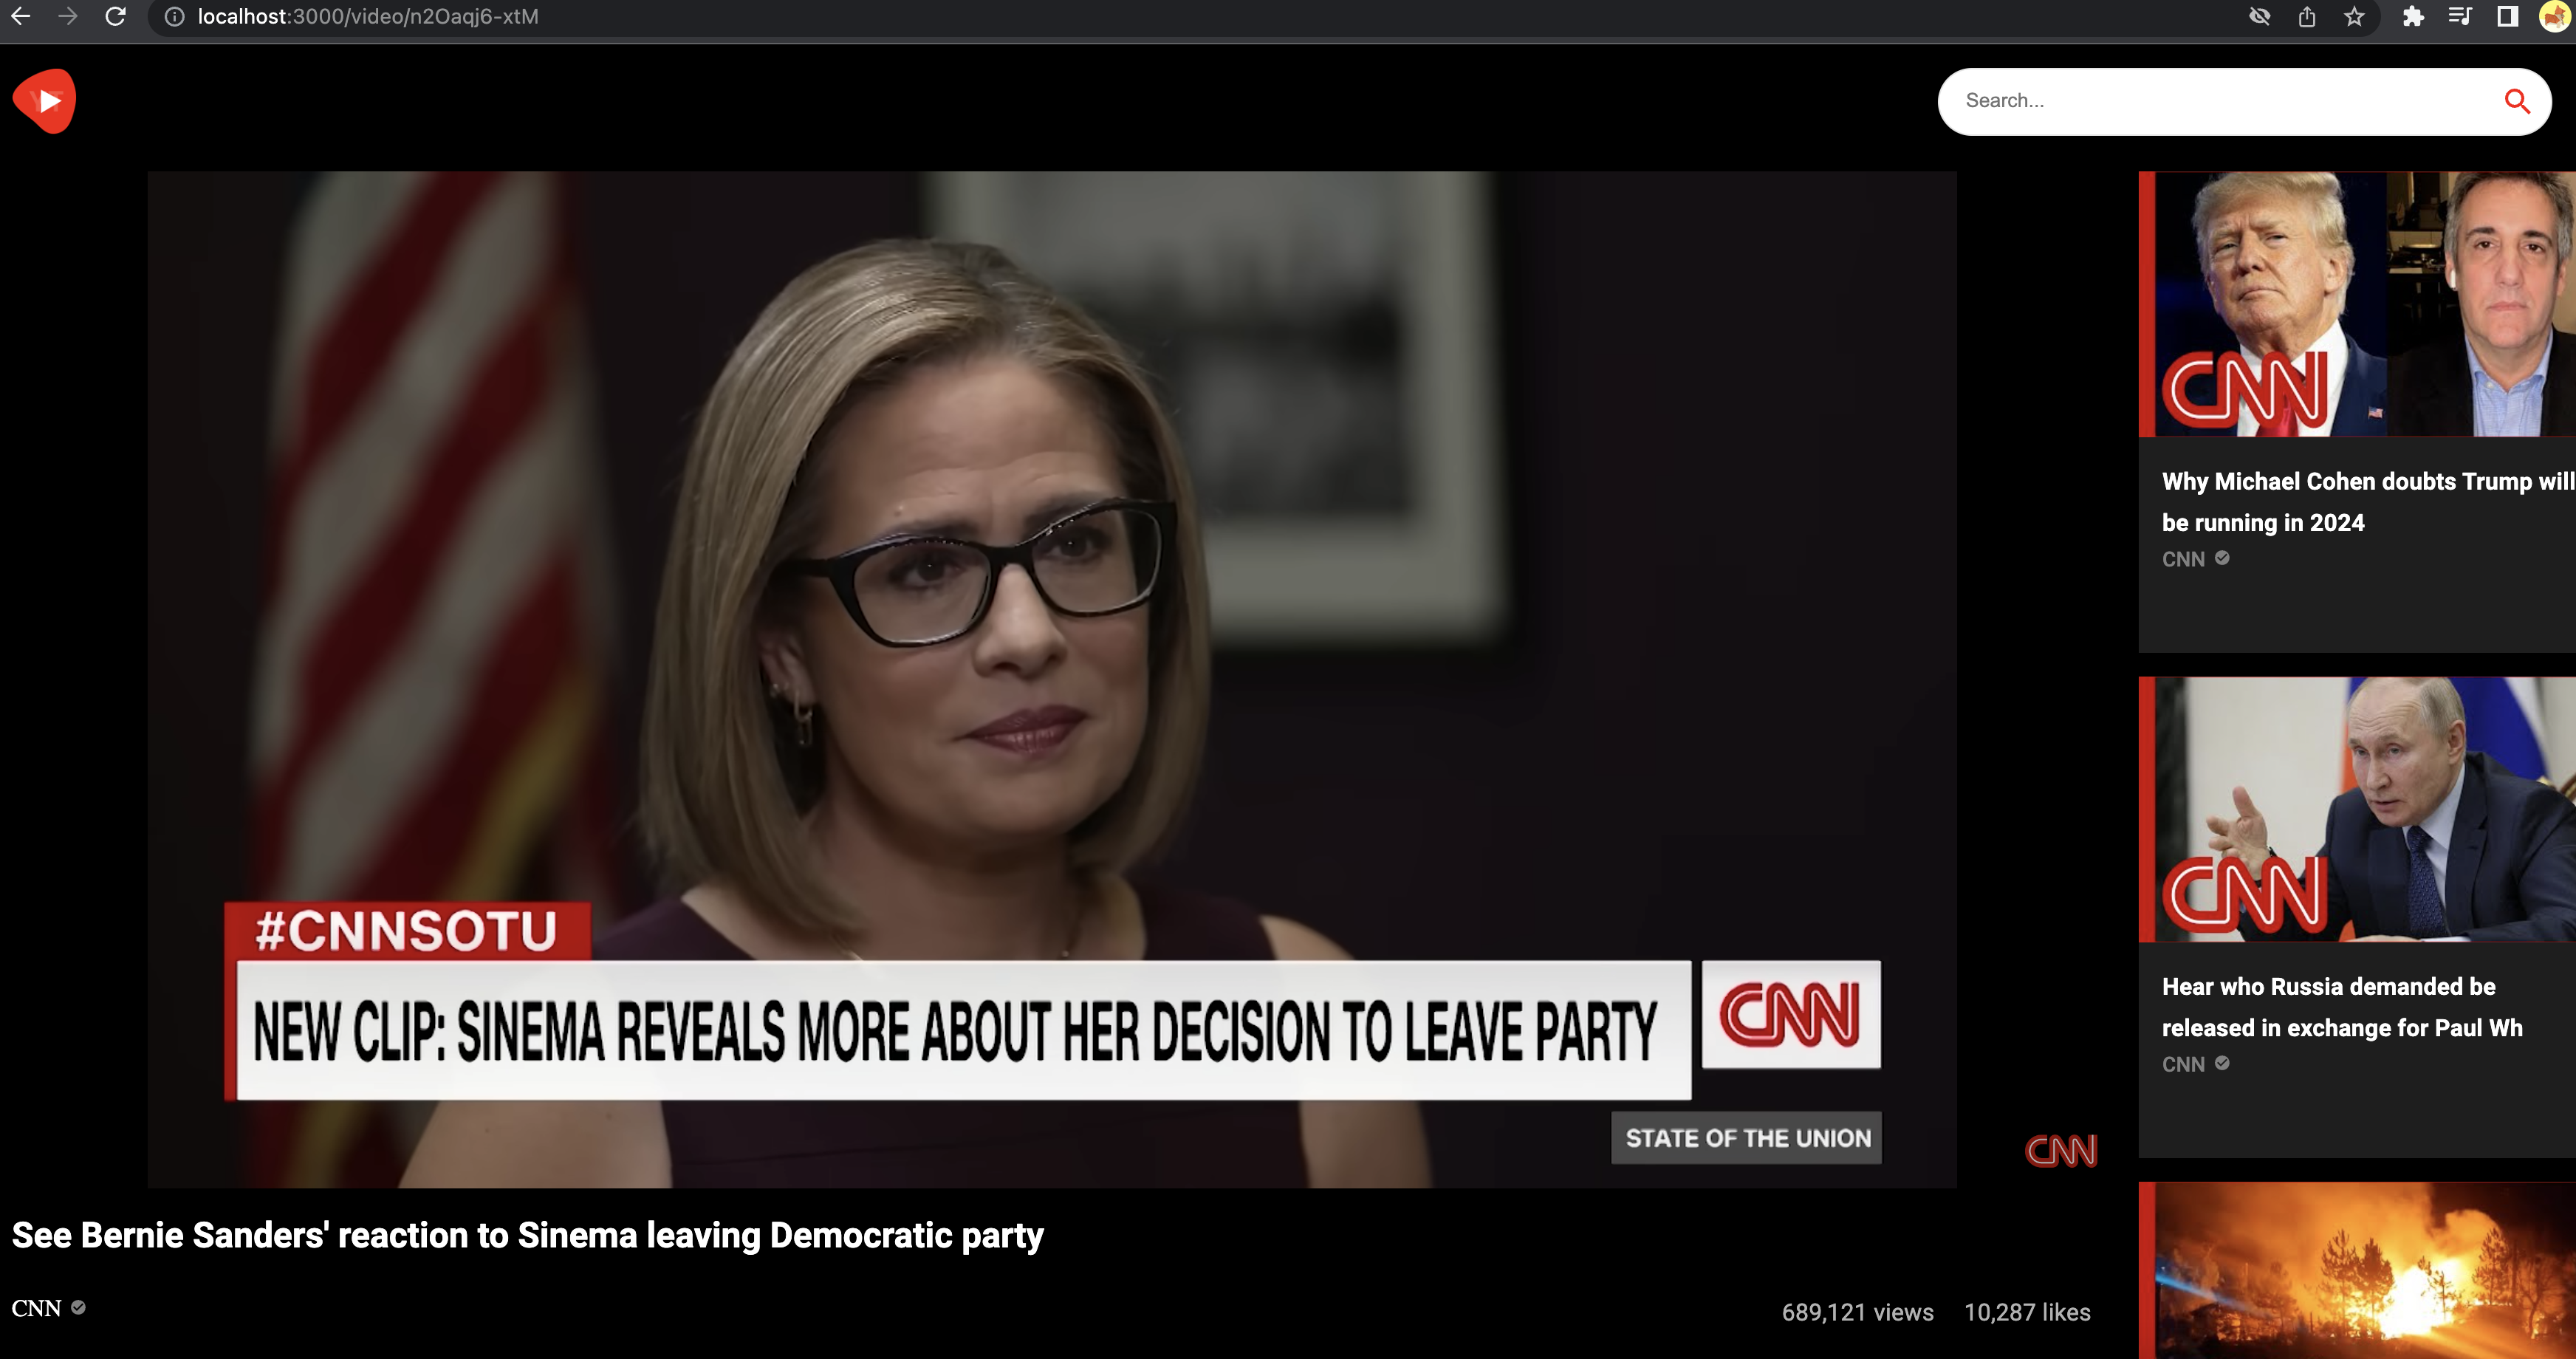 localhost:3000/video/n2Oaqj6-xtM
Search...
#CNNSOTU
NEW CLIP: SINEMA REVEALS MORE ABOUT HER DECISION TO LEAVE PARTY
CNN
STATE OF THE UNION
CNN
See Bernie Sanders' reaction to Sinema leaving Democratic party
CNN
689,121 views 10,287 likes
CNN
Why Michael Cohen doubts Trump will
be running in 2024
CNN
CNN
Hear who Russia demanded be
released in exchange for Paul Wh
CNN